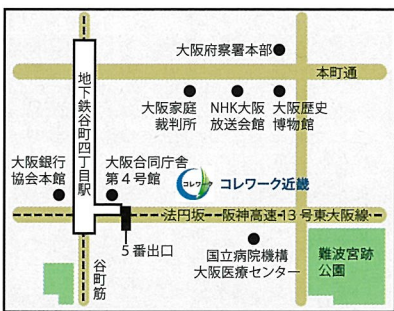 大阪府察署本部
本町通
地下鉄谷町四丁目駅
大阪家庭
裁判所
NHK大阪
放送会館
大阪歴史
博物館
大阪銀行
協会本館
大阪合同庁舎
第4号館
コレワーク
コレワーク近畿
法円坂
阪神高速13号東大阪線
5番出口
谷町筋
国立病院機構
大阪医療センター
難波宮跡
公園